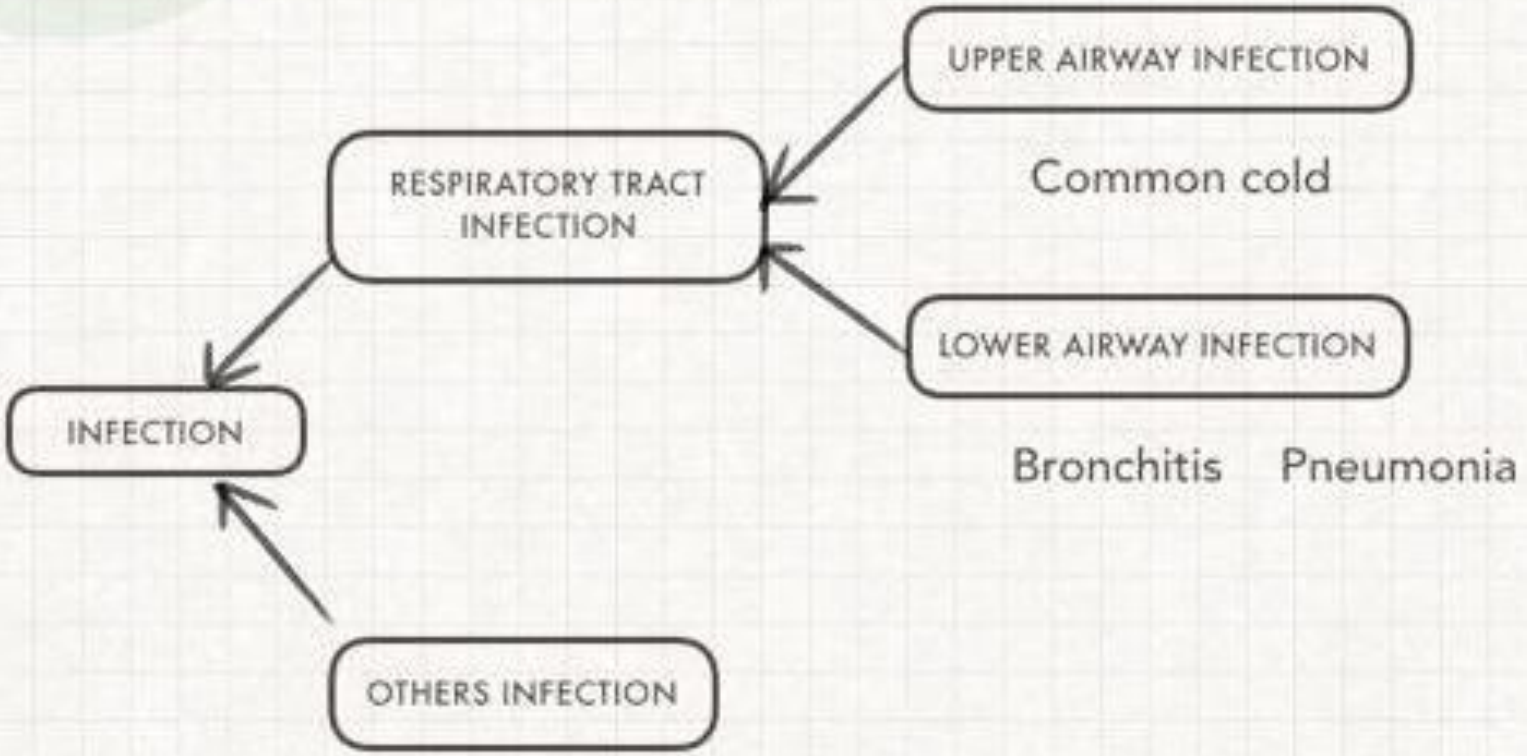 UPPER AIRWAY INFECTION
Common cold
RESPIRATORY TRACT
INFECTION
LOWER AIRWAY INFECTION
Bronchitis Pneumonia
INFECTION
OTHERS INFECTION